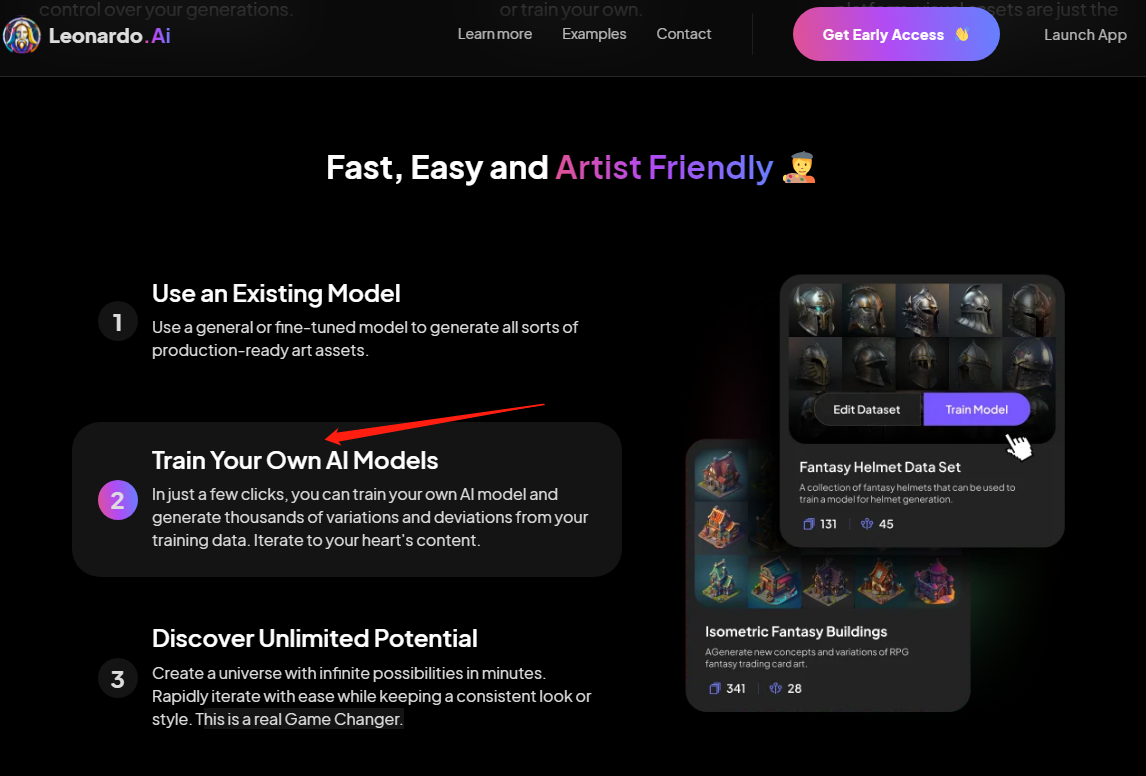 control over your generations.
or train your own.
platform, visual assets are just the
Leonardo.Ai
Learn more
Examples
Contact
Get Early Access
Launch App
Fast, Easy and Artist Friendly
1
Use an Existing Model
Use a general or fine-tuned model to generate all sorts of
production-ready art assets.
2
Train Your Own AI Models
In just a few clicks, you can train your own AI model and
generate thousands of variations and deviations from your
training data. Iterate to your heart's content.
3
Discover Unlimited Potential
Create a universe with infinite possibilities in minutes.
Rapidly iterate with ease while keeping a consistent look or
style. This is a real Game Changer.
Edit Dataset
Train Model
Fantasy Helmet Data Set
A collection of fantasy helmets that can be used to
train a model for helmet generation.
131
45
Isometric Fantasy Buildings
AGenerate new concepts and variations of RPG
fantasy trading card art.
341
28